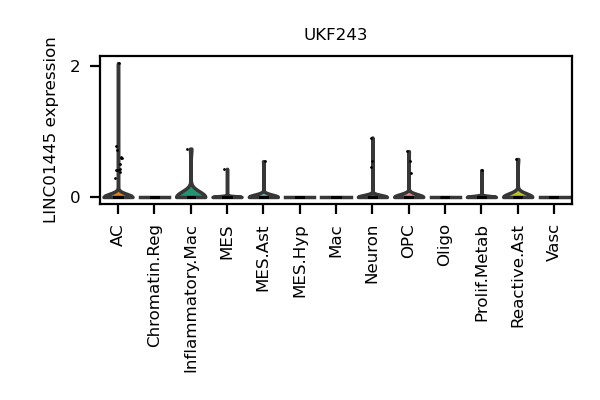 UKF243
LINC01445 expression
2
0
AC
Chromatin.Reg
Inflammatory.Mac
MES
MES.Ast
MES.Hyp
Mac
Neuron
OPC
Oligo
Prolif.Metab
Reactive.Ast
Vasc